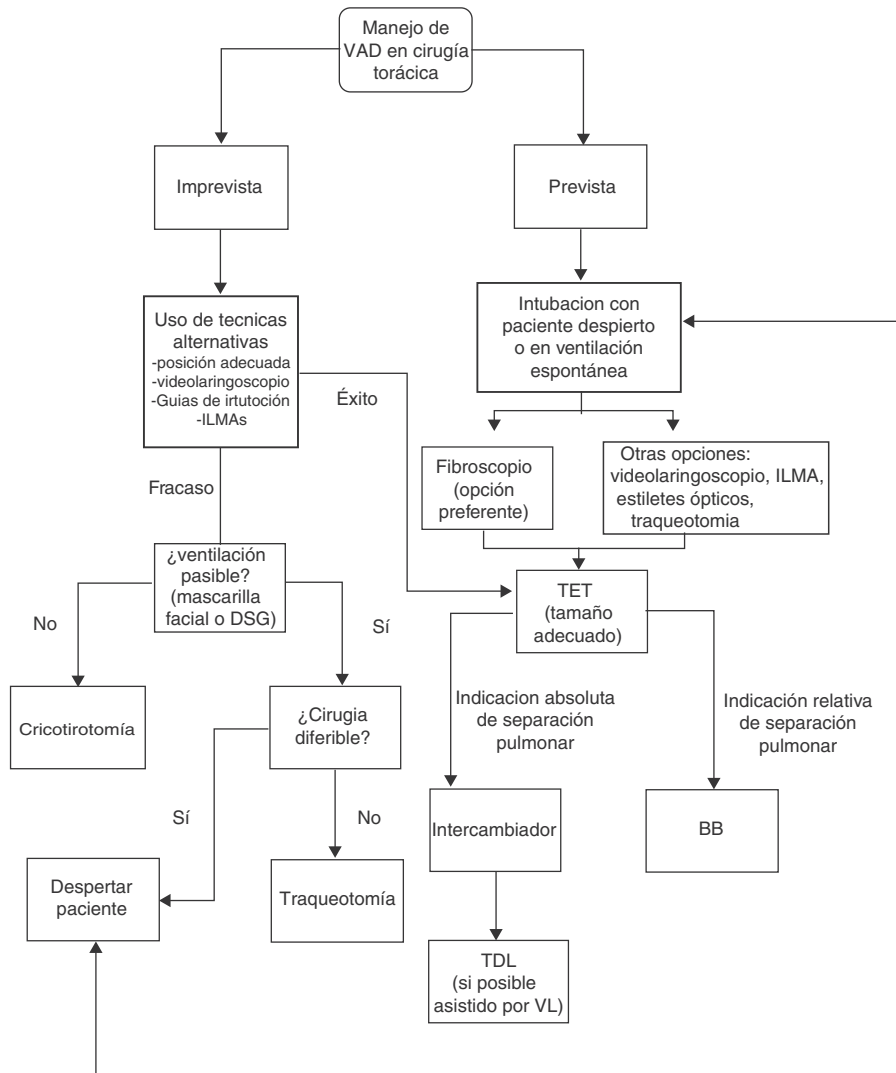 Manejo de
VAD en cirugía
torácica
Imprevista
Prevista
Uso de tecnicas
alternativas
-posición adecuada
-videolaringoscopio
-Guias de irtutoción
-ILMAs
Intubacion con
paciente despierto
o en ventilación
espontánea
Éxito
Fracaso
Fibroscopio
(opción
preferente)
Otras opciones:
videolaringoscopio, ILMA,
estiletes ópticos,
traqueotomia
¿ventilación
pasible?
(mascarilla
facial o DSG)
TET
(tamaño
adecuado)
No
Sí
Cricotirotomía
¿Cirugia
diferible?
Indicacion absoluta
de separación
pulmonar
Indicación relativa
de separación
pulmonar
Sí
No
Intercambiador
BB
Despertar
paciente
Traqueotomía
TDL
(si posible
asistido por VL)